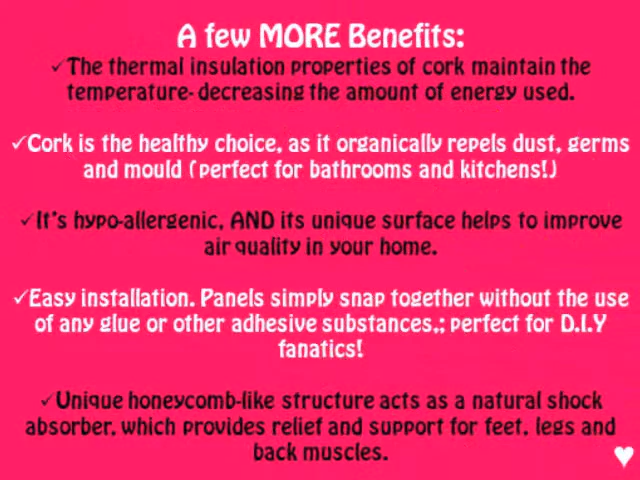 A few MORE Benefits:
✓The thermal insulation properties of cork maintain the
temperature- decreasing the amount of energy used.
✓Cork is the healthy choice, as it organically repels dust, germs
and mould (perfect for bathrooms and kitchens!)
✓It's hypo-allergenic, AND its unique surface helps to improve
air quality in your home.
✓Easy installation. Panels simply snap together without the use
of any glue or other adhesive substances,; perfect for D.I.Y
fanatics!
✓Unique honeycomb-like structure acts as a natural shock
absorber, which provides relief and support for feet, legs and
back muscles.